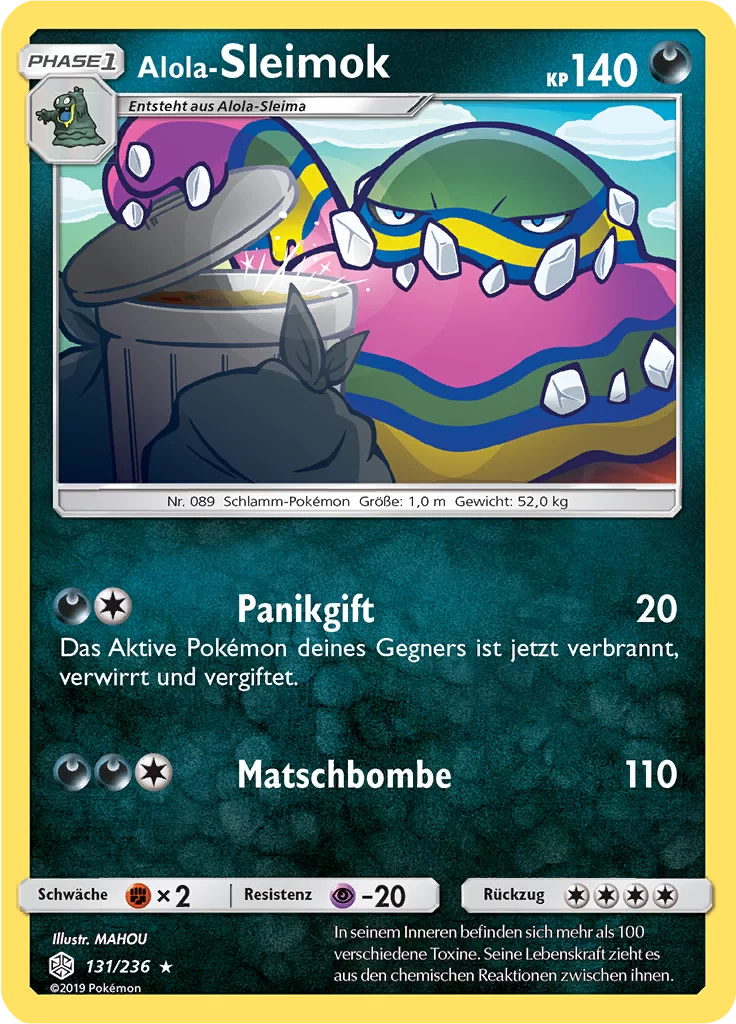 PHASE 1
Alola-Sleimok
KP 140
Entsteht aus Alola-Sleima
Nr. 089 Schlamm-Pokémon Größe: 1,0 m Gewicht: 52,0 kg
Panikgift 20
Das Aktive Pokémon deines Gegners ist jetzt verbrannt,
verwirrt und vergiftet.
Matschbombe 110
Schwäche ×2 Resistenz -20 Rückzug
Illustr. MAHOU
131/236 ★
©2019 Pokémon
In seinem Inneren befinden sich mehr als 100
verschiedene Toxine. Seine Lebenskraft zieht es
aus den chemischen Reaktionen zwischen ihnen.